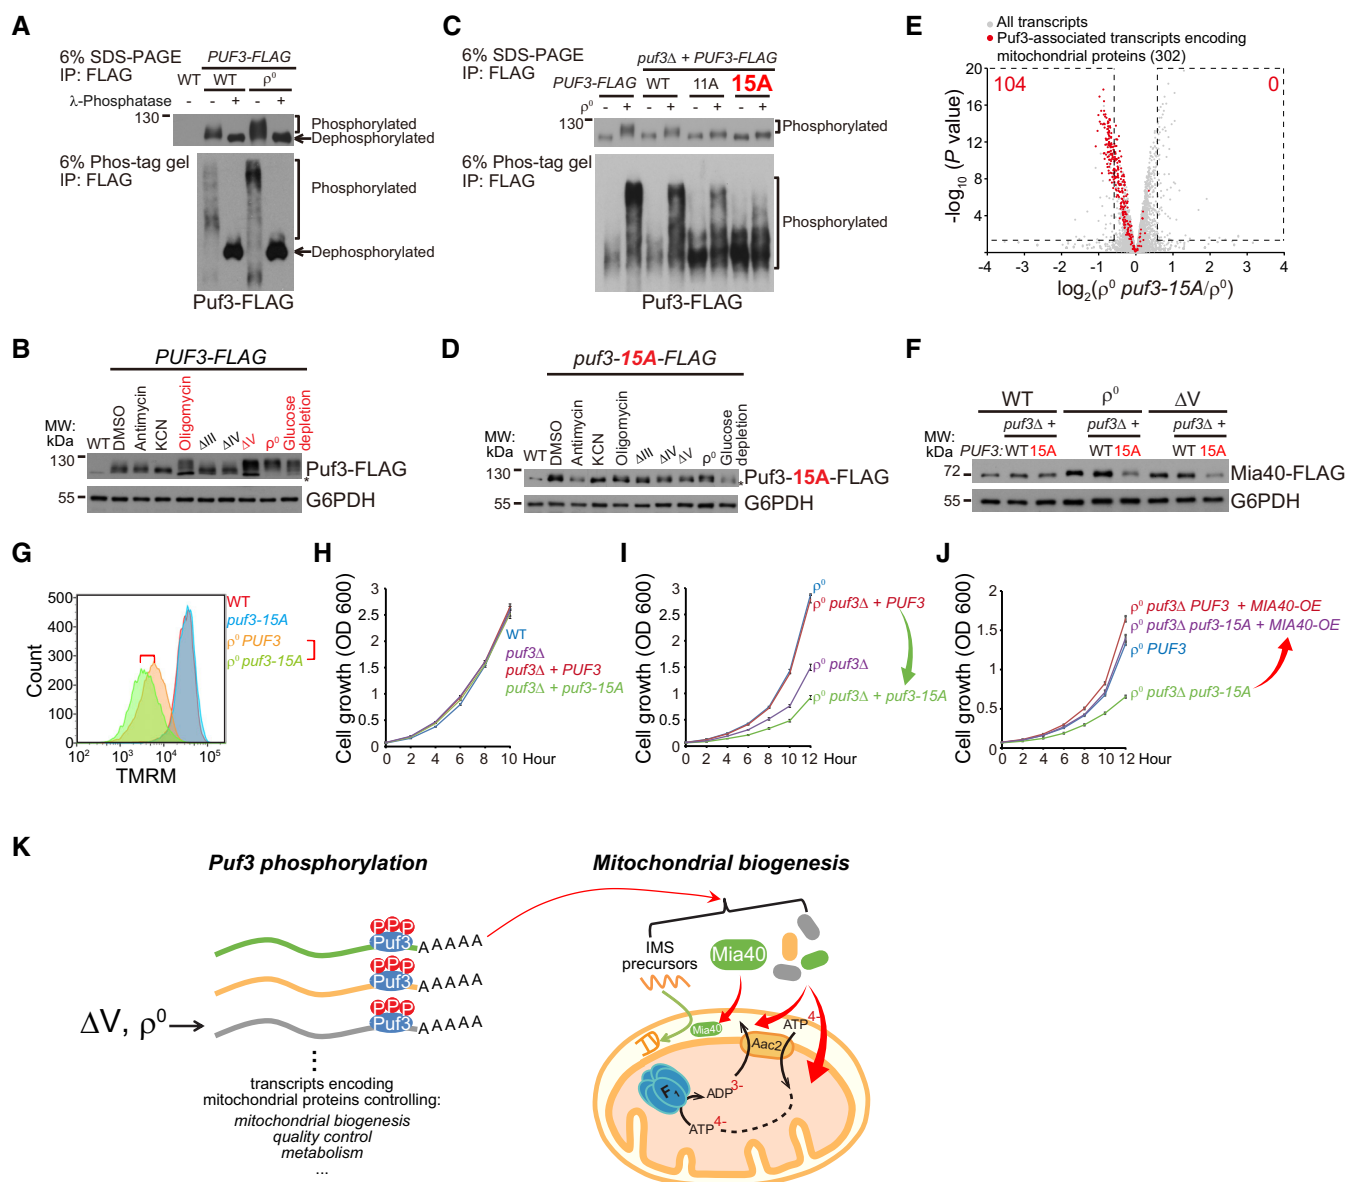 A
6% SDS-PAGE
IP: FLAG
PUF3-FLAG
WT WT ρ0
λ-Phosphatase - - + - +
130
Phosphorylated
Dephosphorylated
6% Phos-tag gel
IP: FLAG
Phosphorylated
Dephosphorylated
Puf3-FLAG
C
6% SDS-PAGE
IP: FLAG
puf3Δ + PUF3-FLAG
PUF3-FLAG WT 11A 15A
ρ0 - + - + - + - +
130
Phosphorylated
6% Phos-tag gel
IP: FLAG
Phosphorylated
Puf3-FLAG
E
All transcripts
Puf3-associated transcripts encoding
mitochondrial proteins (302)
104 0
20
16
12
8
4
-log10 (P value)
-4 -3 -2 -1 0 1 2 3 4
log2(ρ0 puf3-15A/ρ0)
B
PUF3-FLAG
MW:
kDa
WT DMSO Antimycin KCN Oligomycin ΔIII ΔIV ΔV ρ0 Glucose depletion
130 Puf3-FLAG
*
55 G6PDH
D
puf3-15A-FLAG
MW:
kDa
WT DMSO Antimycin KCN Oligomycin ΔIII ΔIV ΔV ρ0 Glucose depletion
130 * Puf3-15A-FLAG
55 G6PDH
F
WT ρ0 ΔV
puf3Δ + puf3Δ + puf3Δ +
MW:
kDa
PUF3: WT 15A WT 15A WT 15A
72 Mia40-FLAG
55 G6PDH
G
500
400
300
200
100
0
Count
10^2 10^3 10^4 10^5
TMRM
WT
puf3-15A
ρ0 PUF3
ρ0 puf3-15A
H
Cell growth (OD 600)
3
2.5
2
1.5
1
0.5
0
0 2 4 6 8 10 Hour
WT
puf3Δ
puf3Δ + PUF3
puf3Δ + puf3-15A
I
Cell growth (OD 600)
3
2.5
2
1.5
1
0.5
0
0 2 4 6 8 10 12 Hour
ρ0
ρ0 puf3Δ + PUF3
ρ0 puf3Δ
ρ0 puf3Δ + puf3-15A
J
Cell growth (OD 600)
2
1.5
1
0.5
0
0 2 4 6 8 10 12 Hour
ρ0 puf3Δ PUF3 + MIA40-OE
ρ0 puf3Δ puf3-15A + MIA40-OE
ρ0 PUF3
ρ0 puf3Δ puf3-15A
K
Puf3 phosphorylation
PPP
Puf3 AAAAA
PPP
Puf3 AAAAA
PPP
Puf3 AAAAA
ΔV, ρ0
transcripts encoding
mitochondrial proteins controlling:
mitochondrial biogenesis
quality control
metabolism
...
Mitochondrial biogenesis
IMS
precursors
Mia40
Mia40
Aac2
ATP4-
F1
ADP3-
ATP4-